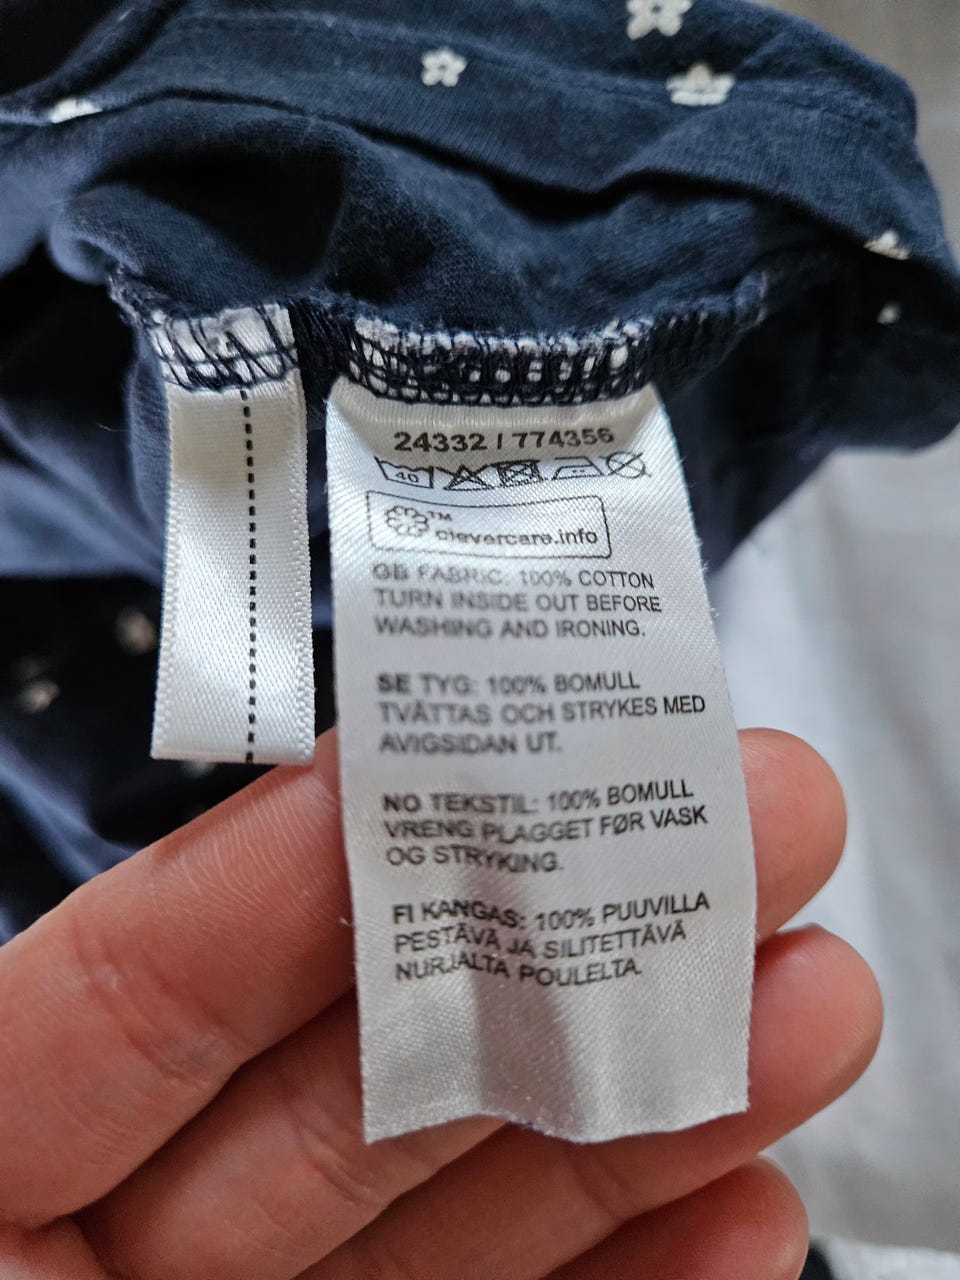 24332 | 774356
40
™ clevercare.info
GB FABRIC: 100% COTTON
TURN INSIDE OUT BEFORE
WASHING AND IRONING.
SE TYG: 100% BOMULL
TVÄTTAS OCH STRYKES MED
AVIGSIDAN UT.
NO TEKSTIL: 100% BOMULL
VRENG PLAGGET FØR VASK
OG STRYKING.
FI KANGAS: 100% PUUVILLA
PESTÄVÄ JA SILITETTÄVÄ
NURJALTA POULELTA.